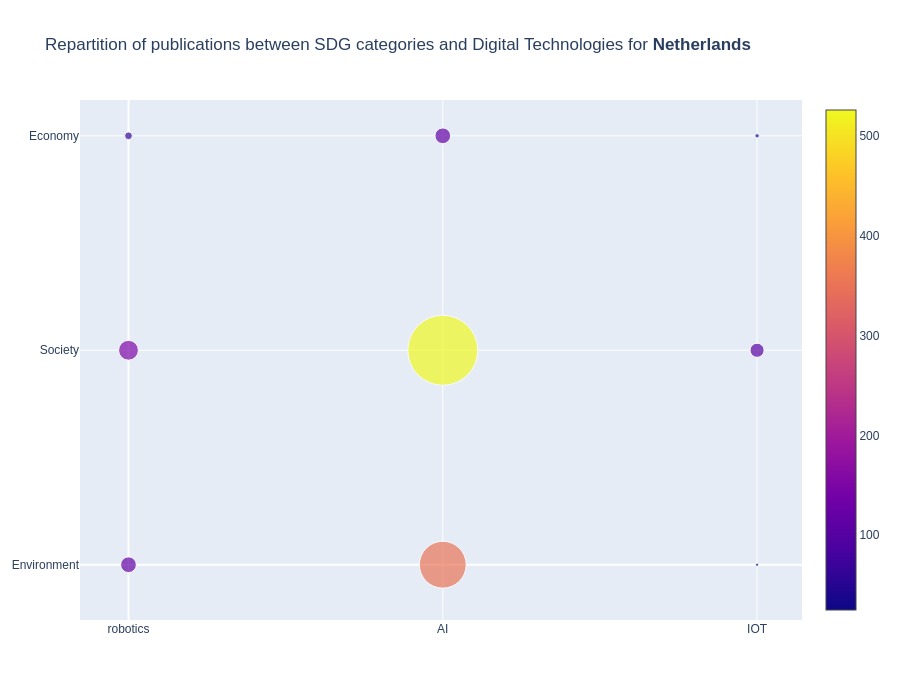 Repartition of publications between SDG categories and Digital Technologies for Netherlands
Economy
Society
Environment
robotics
AI
IOT
500
400
300
200
100